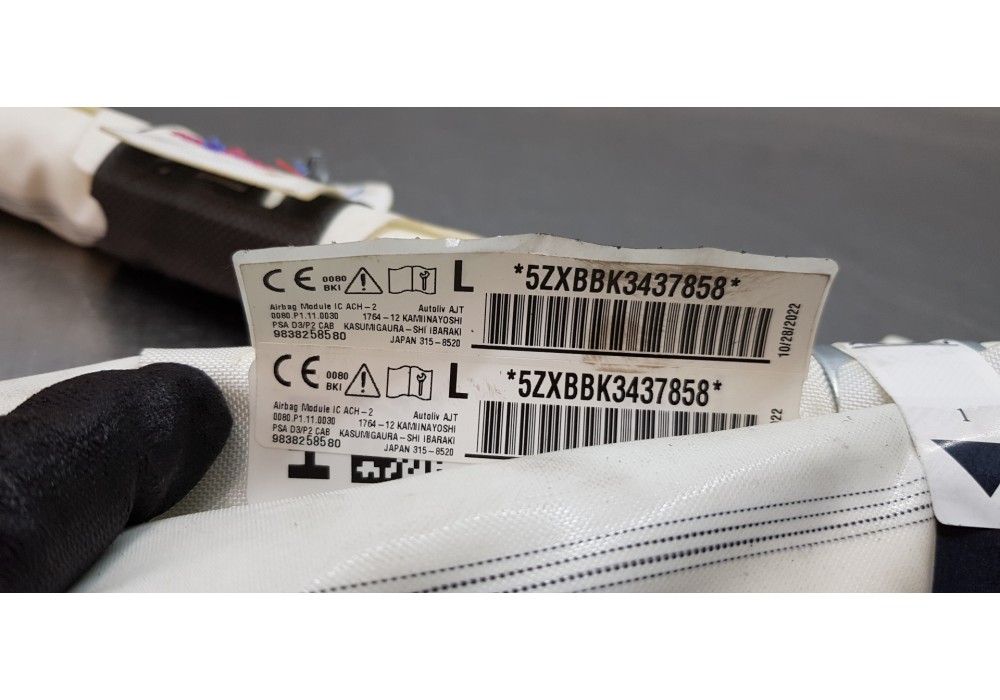 CE 0080 BKI L *5ZXBBK3437858*
Airbag Module IC ACH-2 Autoliv AJT
0080.P1.11.0030 1764-12 KAMINAYOSHI
PSA D3/P2 CAB KASUMIGAURA-SHI IBARAKI
9838258580 JAPAN 315-8520
10/28/2022
CE 0080 BKI L *5ZXBBK3437858*
Airbag Module IC ACH-2 Autoliv AJT
0080.P1.11.0030 1764-12 KAMINAYOSHI
PSA D3/P2 CAB KASUMIGAURA-SHI IBARAKI
9838258580 JAPAN 315-8520
22
1